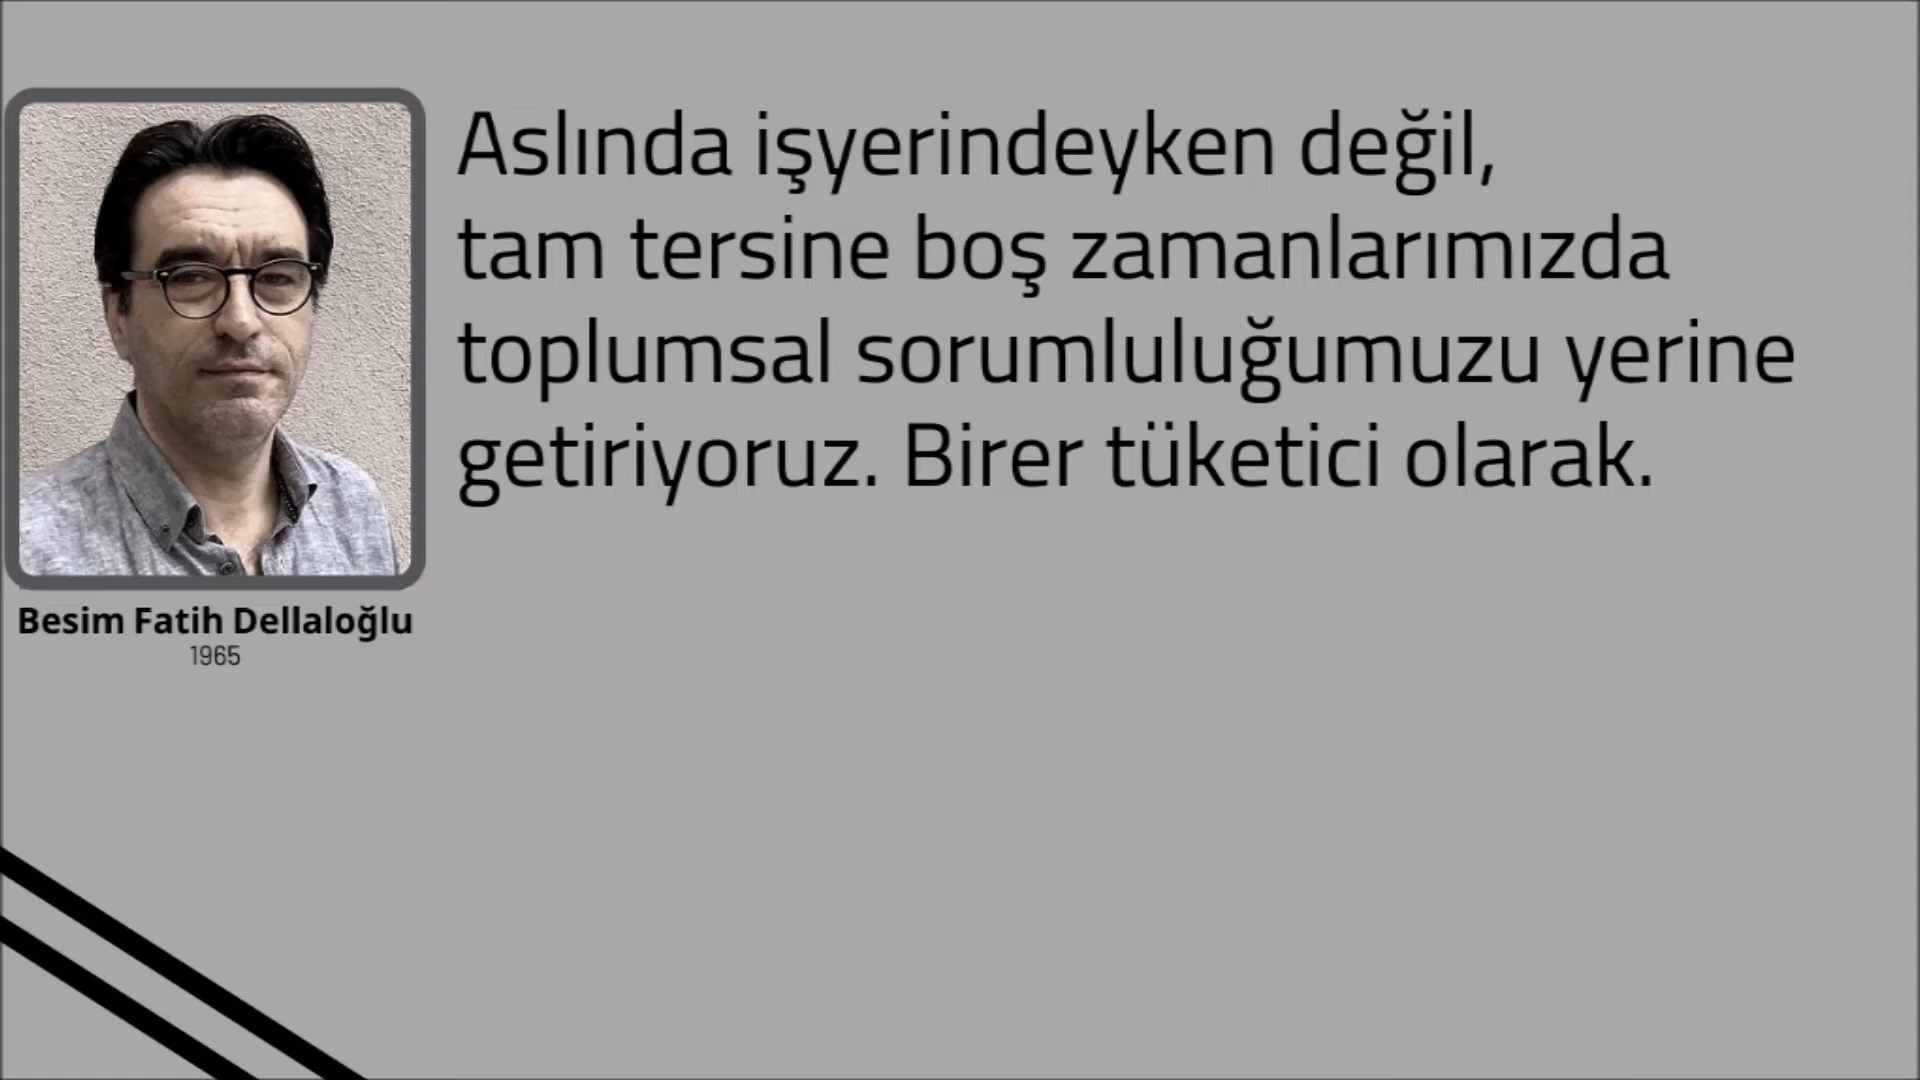 Aslında işyerindeyken değil,
tam tersine boş zamanlarımızda
toplumsal sorumluluğumuzu yerine
getiriyoruz. Birer tüketici olarak.
Besim Fatih Dellaloğlu
1965